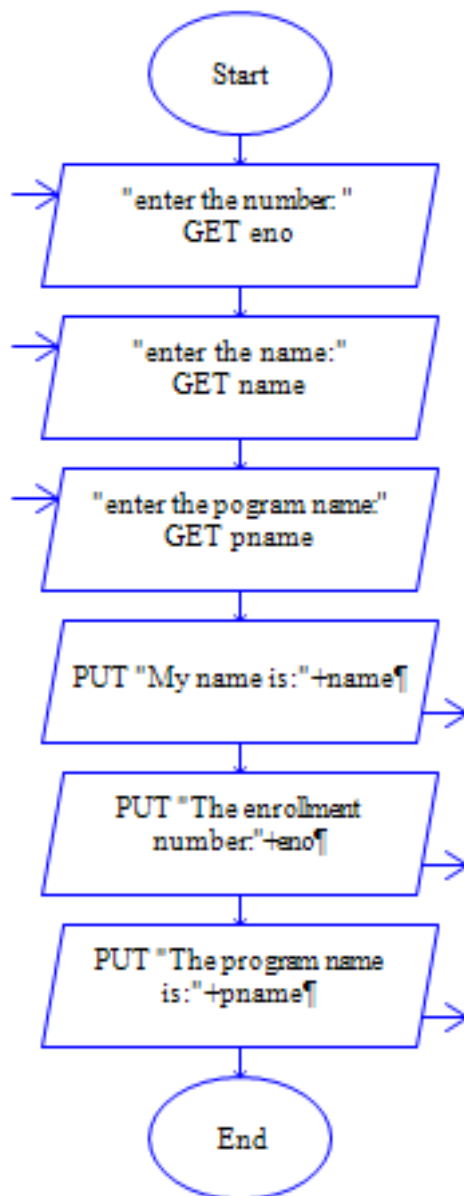 Start
"enter the number: "
GET eno
"enter the name:"
GET name
"enter the pogram name:"
GET pname
PUT "My name is:"+name¶
PUT "The enrollment
number:"+eno¶
PUT "The program name
is:"+pname¶
End